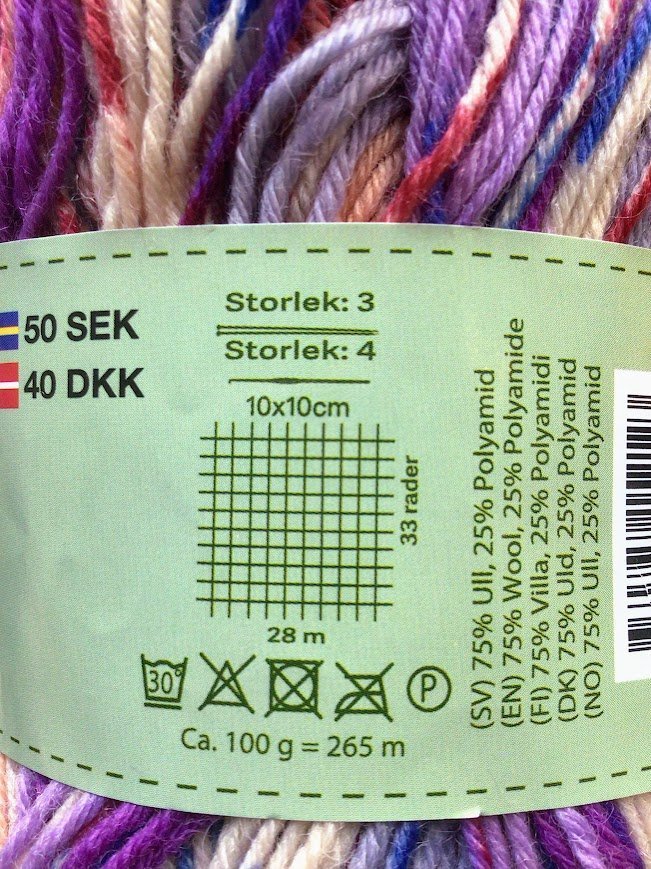 50 SEK
40 DKK
Storlek: 3
Storlek: 4
10x10cm
33 rader
28 m
30°
P
Ca. 100 g = 265 m
(SV) 75% Ull, 25% Polyamid
(EN) 75% Wool, 25% Polyamide
(FI) 75% Villa, 25% Polyamidi
(DK) 75% Uld, 25% Polyamid
(NO) 75% Ull, 25% Polyamid